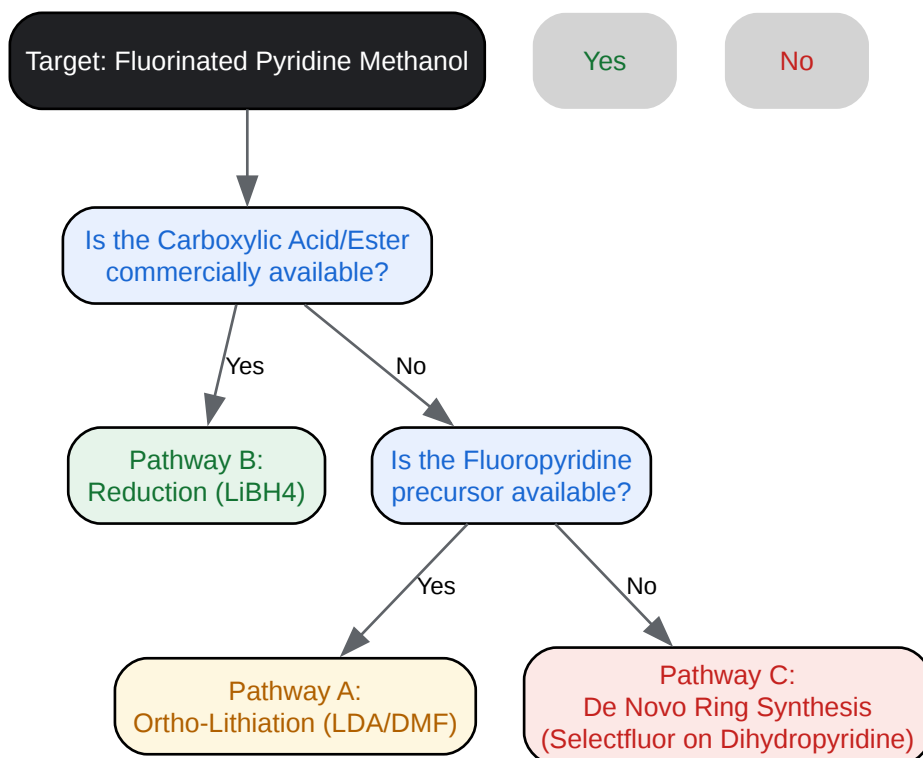 Target: Fluorinated Pyridine Methanol
Yes
No
Is the Carboxylic Acid/Ester
commercially available?
Yes
No
Pathway B:
Reduction (LiBH4)
Is the Fluoropyridine
precursor available?
Yes
No
Pathway A:
Ortho-Lithiation (LDA/DMF)
Pathway C:
De Novo Ring Synthesis
(Selectfluor on Dihydropyridine)